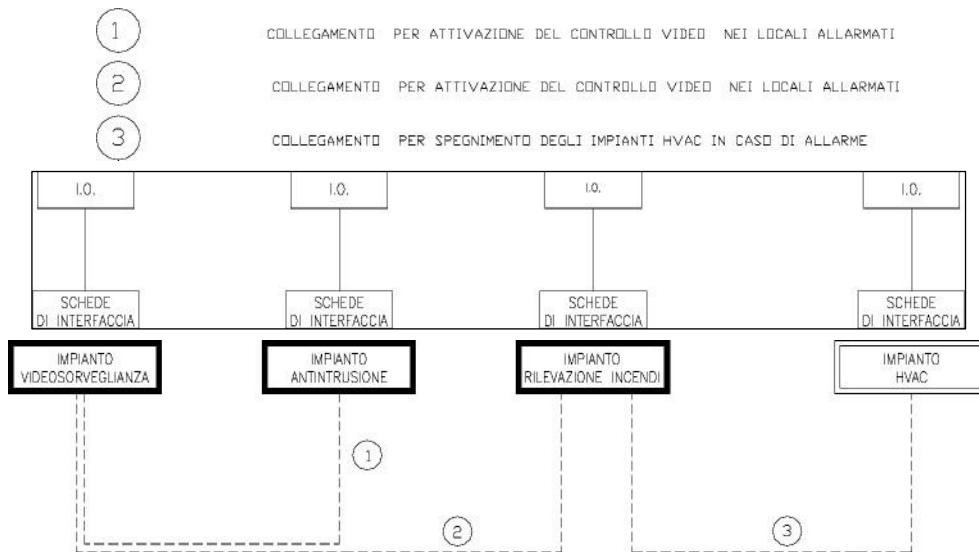 1 COLLEGAMENTO PER ATTIVAZIONE DEL CONTROLLO VIDEO NEI LOCALI ALLARMATI
2 COLLEGAMENTO PER ATTIVAZIONE DEL CONTROLLO VIDEO NEI LOCALI ALLARMATI
3 COLLEGAMENTO PER SPEGNIMENTO DEGLI IMPIANTI HVAC IN CASO DI ALLARME
I.O. I.O. I.O. I.O.
SCHEDE SCHEDE SCHEDE SCHEDE
DI INTERFACCIA DI INTERFACCIA DI INTERFACCIA DI INTERFACCIA
IMPIANTO IMPIANTO IMPIANTO IMPIANTO
VIDEOSORVEGLIANZA ANTINTRUSIONE RILEVAZIONE INCENDI HVAC
1
2 3